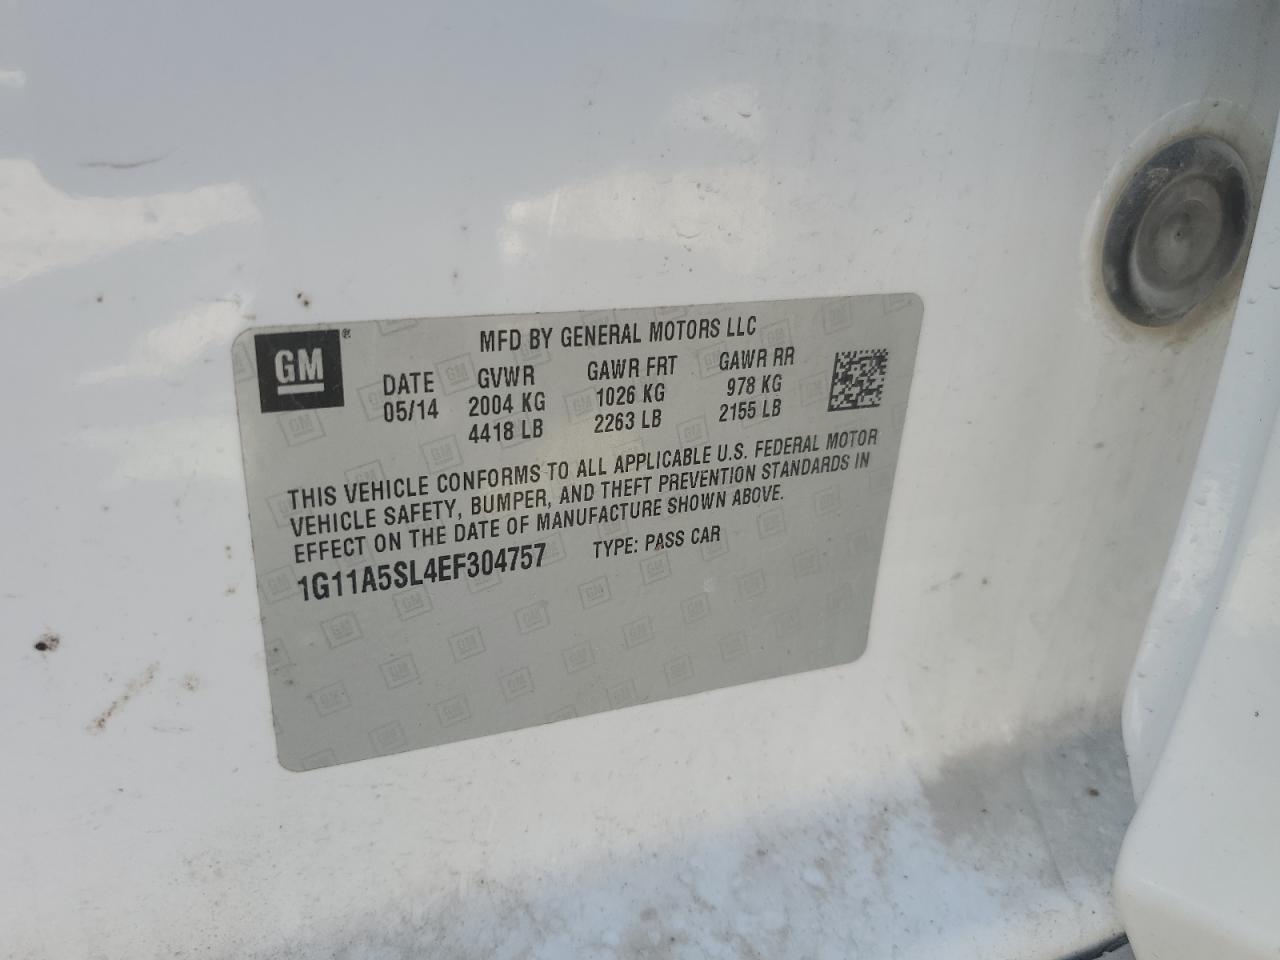 GM ®
MFD BY GENERAL MOTORS LLC
DATE GVWR GAWR FRT GAWR RR
05/14 2004 KG 1026 KG 978 KG
4418 LB 2263 LB 2155 LB
THIS VEHICLE CONFORMS TO ALL APPLICABLE U.S. FEDERAL MOTOR
VEHICLE SAFETY, BUMPER, AND THEFT PREVENTION STANDARDS IN
EFFECT ON THE DATE OF MANUFACTURE SHOWN ABOVE.
1G11A5SL4EF304757 TYPE: PASS CAR